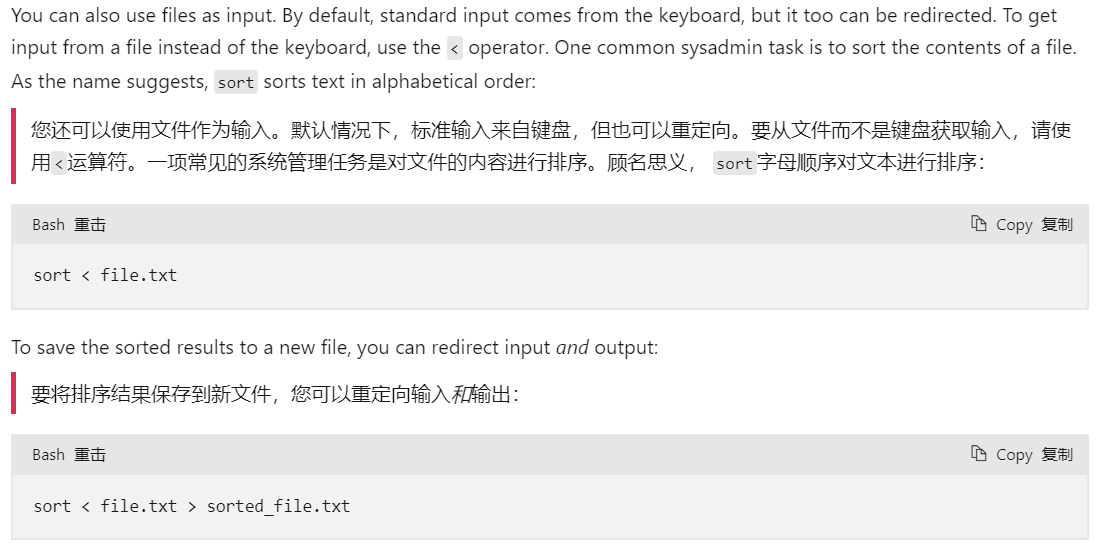 You can also use files as input. By default, standard input comes from the keyboard, but it too can be redirected. To get
input from a file instead of the keyboard, use the < operator. One common sysadmin task is to sort the contents of a file.
As the name suggests, sort sorts text in alphabetical order:
您还可以使用文件作为输入。默认情况下，标准输入来自键盘，但也可以重定向。要从文件而不是键盘获取输入，请使
用<运算符。一项常见的系统管理任务是对文件的内容进行排序。顾名思义， sort字母顺序对文本进行排序：
Bash 重击 Copy 复制
sort < file.txt
To save the sorted results to a new file, you can redirect input and output:
要将排序结果保存到新文件，您可以重定向输入和输出：
Bash 重击 Copy 复制
sort < file.txt > sorted_file.txt